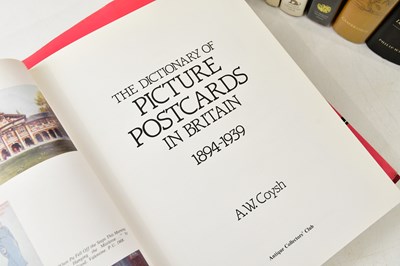 THE DICTIONARY OF
PICTURE
POSTCARDS
IN BRITAIN
1894-1939
A.W. Coysh
Antique Collectors' Club